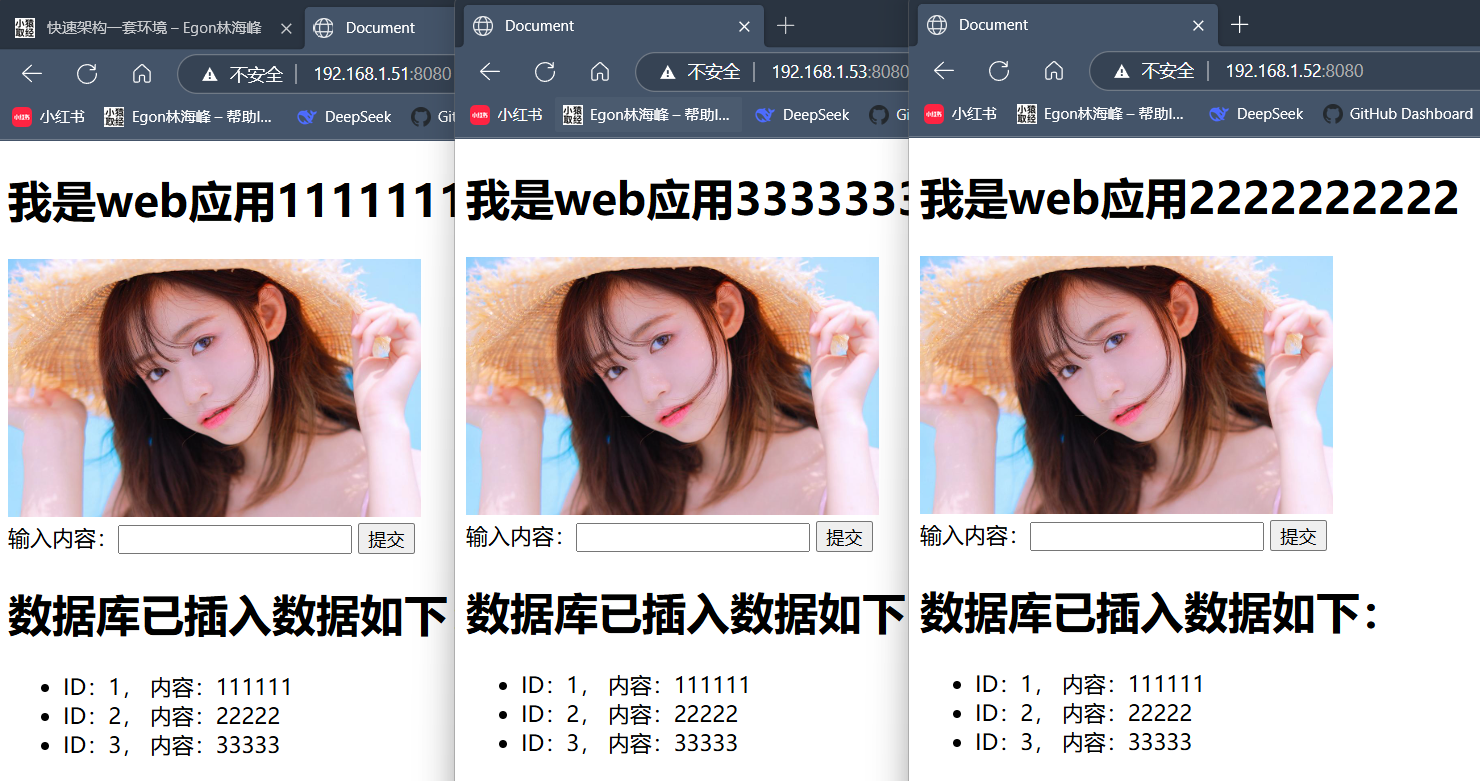 快速架构一套环境 – Egon林海峰
Document
不安全
192.168.1.51:8080
小红书
Egon林海峰 – 帮助I...
DeepSeek
Git
我是web应用1111111
输入内容：
提交
数据库已插入数据如下
ID：1， 内容：111111
ID：2， 内容：22222
ID：3， 内容：33333
Document
不安全
192.168.1.53:8080
小红书
Egon林海峰 – 帮助I...
DeepSeek
Gi
我是web应用3333333
输入内容：
提交
数据库已插入数据如下
ID：1， 内容：111111
ID：2， 内容：22222
ID：3， 内容：33333
Document
不安全
192.168.1.52:8080
小红书
Egon林海峰 – 帮助I...
DeepSeek
GitHub Dashboard
我是web应用2222222222
输入内容：
提交
数据库已插入数据如下：
ID：1， 内容：111111
ID：2， 内容：22222
ID：3， 内容：33333